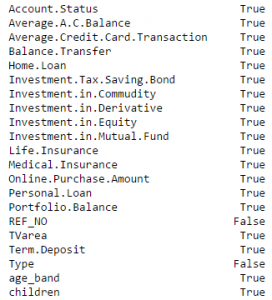 Account.Status True
Average.A.C.Balance True
Average.Credit.Card.Transaction True
Balance.Transfer True
Home.Loan True
Investment.Tax.Saving.Bond True
Investment.in.Commudity True
Investment.in.Derivative True
Investment.in.Equity True
Investment.in.Mutual.Fund True
Life.Insurance True
Medical.Insurance True
Online.Purchase.Amount True
Personal.Loan True
Portfolio.Balance True
REF_NO False
TVarea True
Term.Deposit True
Type False
age_band True
children True